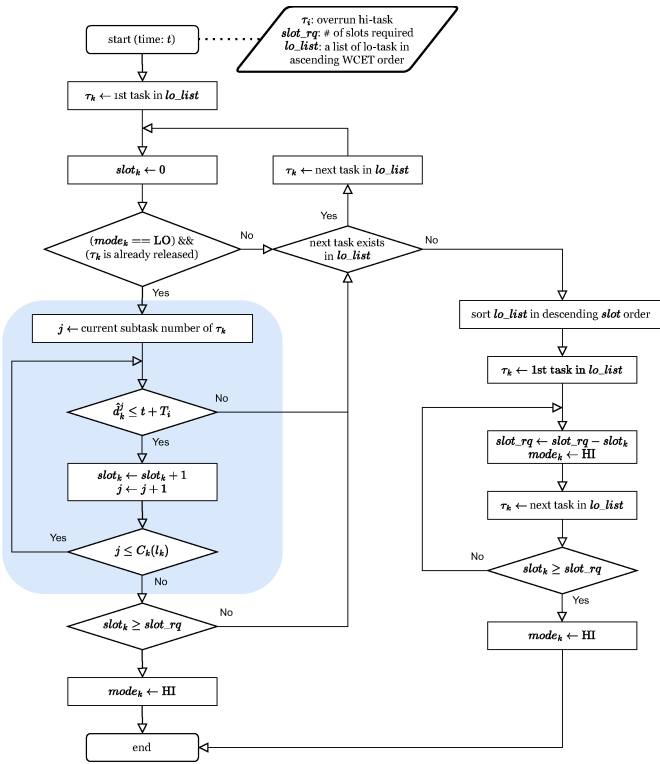 start (time: t)
τᵢ: overrun hi-task
slot_rq: # of slots required
lo_list: a list of lo-task in
ascending WCET order
τₖ ← 1st task in lo_list
slotₖ ← 0
τₖ ← next task in lo_list
Yes
(modeₖ == LO) &&
(τₖ is already released)
No
next task exists
in lo_list
No
Yes
j ← current subtask number of τₖ
sort lo_list in descending slot order
τₖ ← 1st task in lo_list
d̂ₖʲ ≤ t + Tᵢ
No
Yes
slot_rq ← slot_rq − slotₖ
modeₖ ← HI
slotₖ ← slotₖ + 1
j ← j + 1
τₖ ← next task in lo_list
Yes
j ≤ Cₖ(lₖ)
No
No
slotₖ ≥ slot_rq
Yes
slotₖ ≥ slot_rq
No
modeₖ ← HI
modeₖ ← HI
end